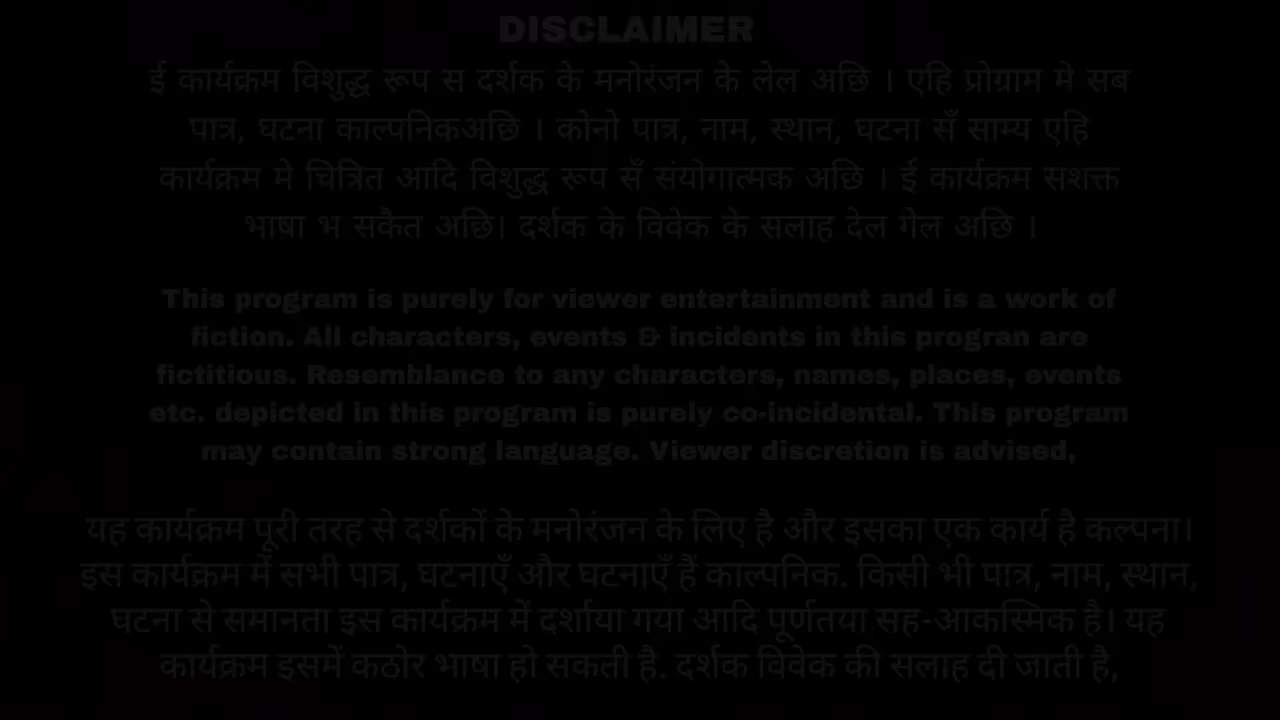 DISCLAIMER
ई कार्यक्रम विशुद्ध रूप स दर्शक के मनोरंजन के लेल अछि । एहि प्रोग्राम मे सब
पात्र, घटना काल्पनिकअछि । कोनो पात्र, नाम, स्थान, घटना सँ साम्य एहि
कार्यक्रम मे चित्रित आदि विशुद्ध रूप सँ संयोगात्मक अछि । ई कार्यक्रम सशक्त
भाषा भ सकैत अछि। दर्शक के विवेक के सलाह देल गेल अछि ।
This program is purely for viewer entertainment and is a work of
fiction. All characters, events & incidents in this progran are
fictitious. Resemblance to any characters, names, places, events
etc. depicted in this program is purely co-incidental. This program
may contain strong language. Viewer discretion is advised,
यह कार्यक्रम पूरी तरह से दर्शकों के मनोरंजन के लिए है और इसका एक कार्य है कल्पना।
इस कार्यक्रम में सभी पात्र, घटनाएँ और घटनाएँ हैं काल्पनिक. किसी भी पात्र, नाम, स्थान,
घटना से समानता इस कार्यक्रम में दर्शाया गया आदि पूर्णतया सह-आकस्मिक है। यह
कार्यक्रम इसमें कठोर भाषा हो सकती है. दर्शक विवेक की सलाह दी जाती है,